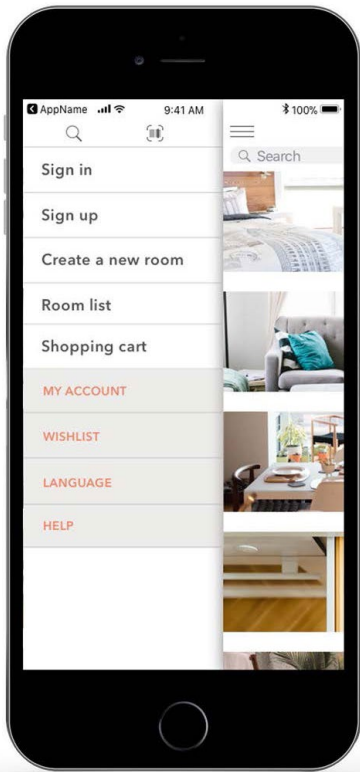 AppName 9:41 AM 100%
Search
Sign in
Sign up
Create a new room
Room list
Shopping cart
MY ACCOUNT
WISHLIST
LANGUAGE
HELP